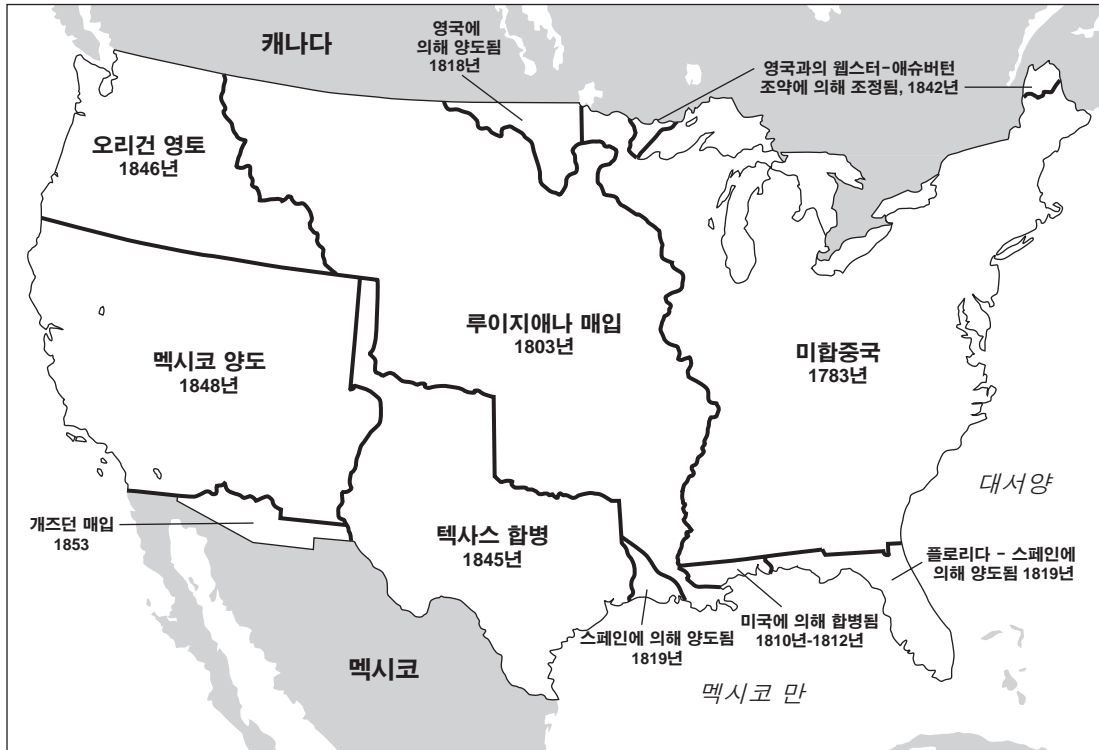 캐나다
영국에
의해 양도됨
1818년
영국과의 웹스터-애슈버턴
조약에 의해 조정됨, 1842년
오리건 영토
1846년
루이지애나 매입
1803년
미합중국
1783년
멕시코 양도
1848년
대서양
개즈던 매입
1853
텍사스 합병
1845년
플로리다 - 스페인에
의해 양도됨 1819년
스페인에 의해 양도됨
1819년
미국에 의해 합병됨
1810년-1812년
멕시코
멕시코 만